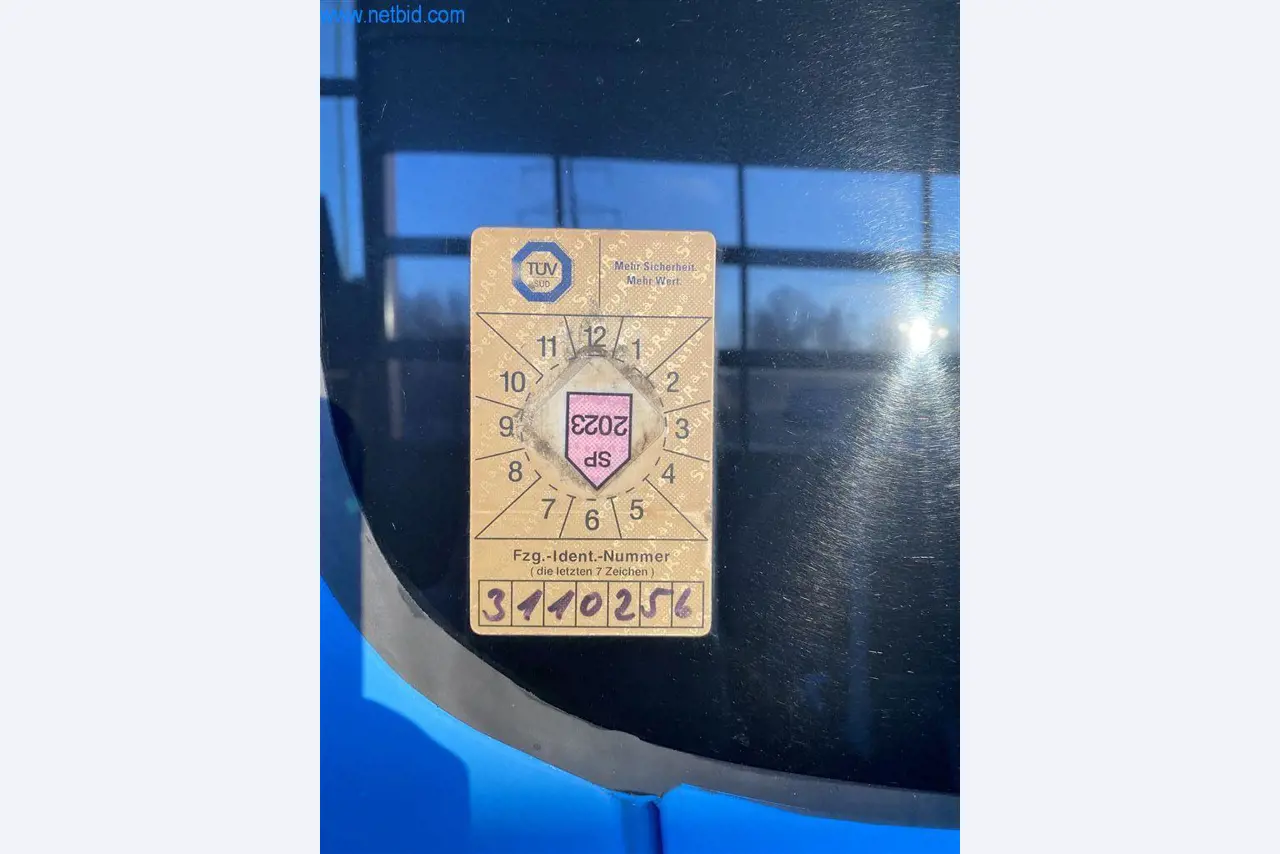 www.netbid.com
TÜV
SÜD
Mehr Sicherheit.
Mehr Wert.
SecuRasta
12
11
1
10
2
9
3
8
4
7
5
6
2023
SP
Fzg.-Ident.-Nummer
( die letzten 7 Zeichen )
3110256